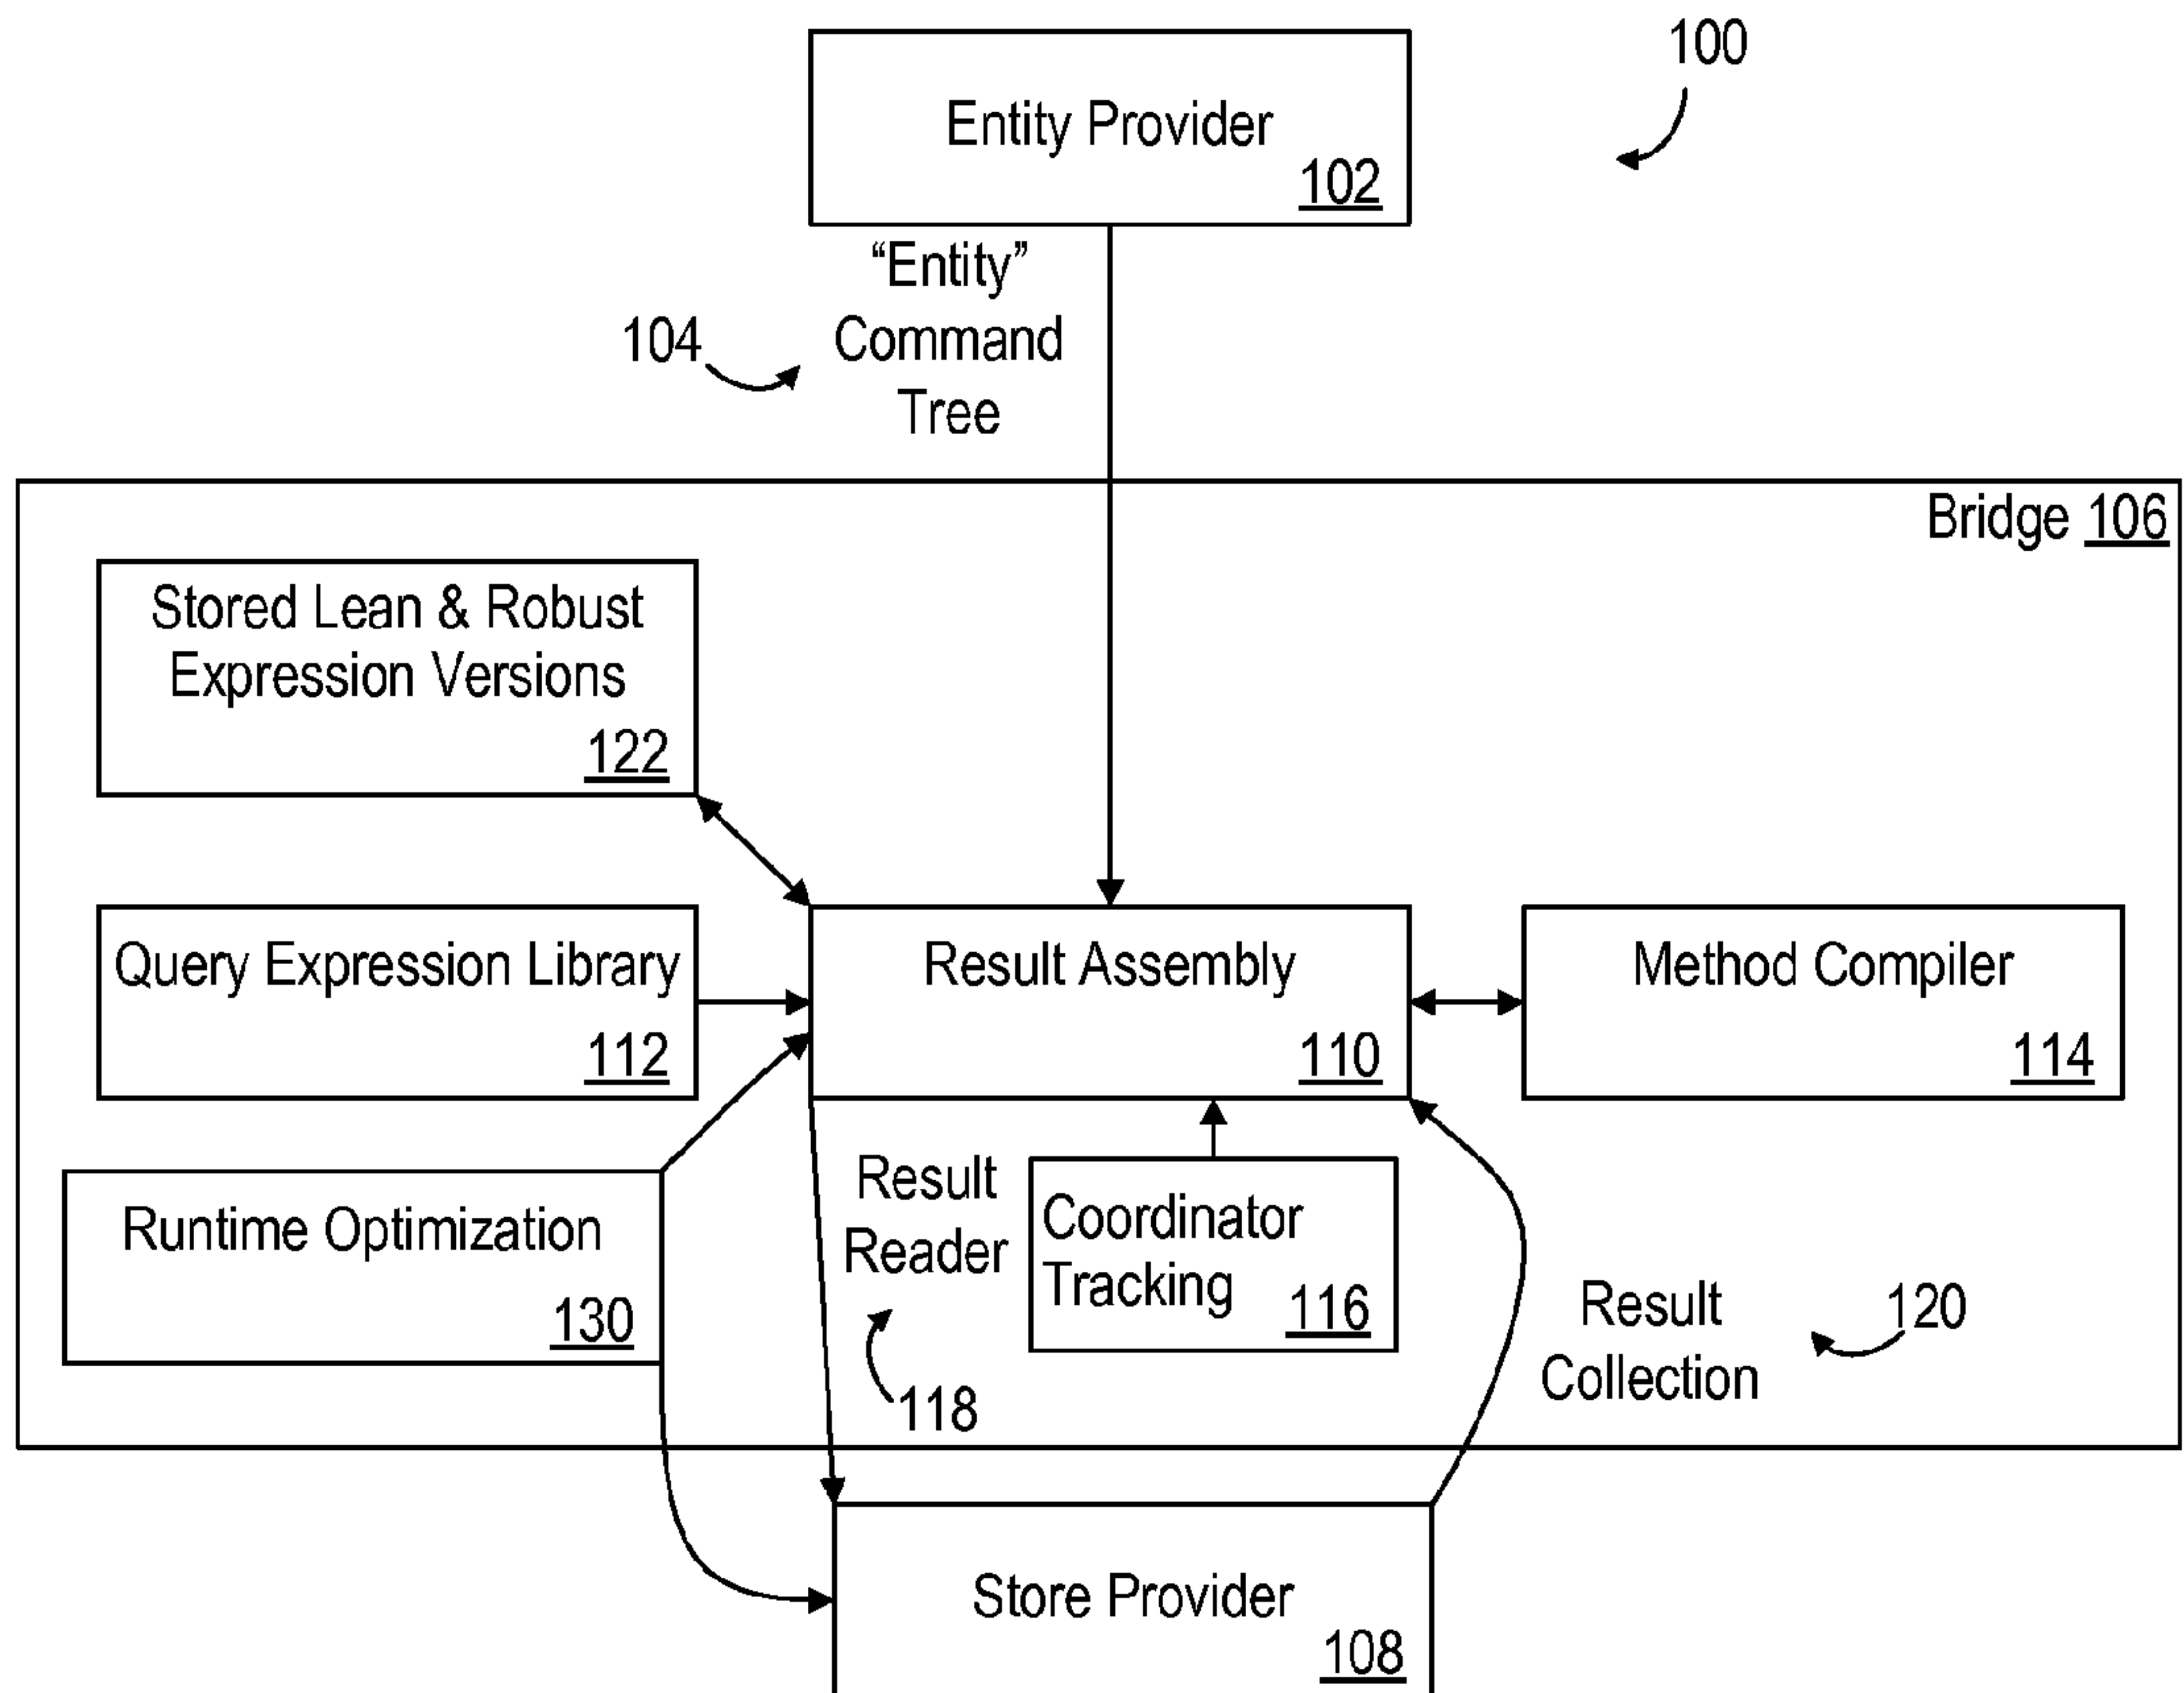 100
Entity Provider
102
“Entity”
Command
Tree
104
Bridge 106
Stored Lean & Robust
Expression Versions
122
Query Expression Library
112
Result Assembly
110
Method Compiler
114
Runtime Optimization
130
Result
Reader
118
Coordinator
Tracking 116
Result
Collection
120
Store Provider
108